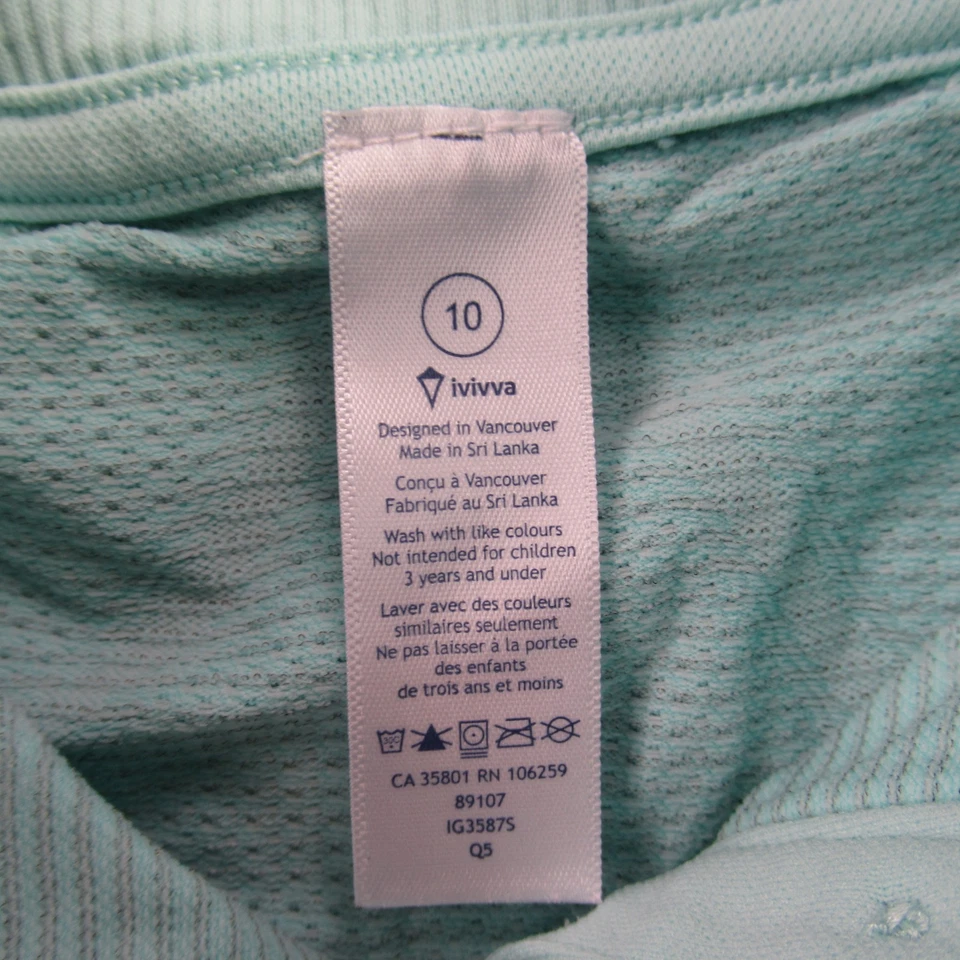 10
ivivva
Designed in Vancouver
Made in Sri Lanka
Conçu à Vancouver
Fabriqué au Sri Lanka
Wash with like colours
Not intended for children
3 years and under
Laver avec des couleurs
similaires seulement
Ne pas laisser à la portée
des enfants
de trois ans et moins
30C
CA 35801 RN 106259
89107
IG3587S
Q5